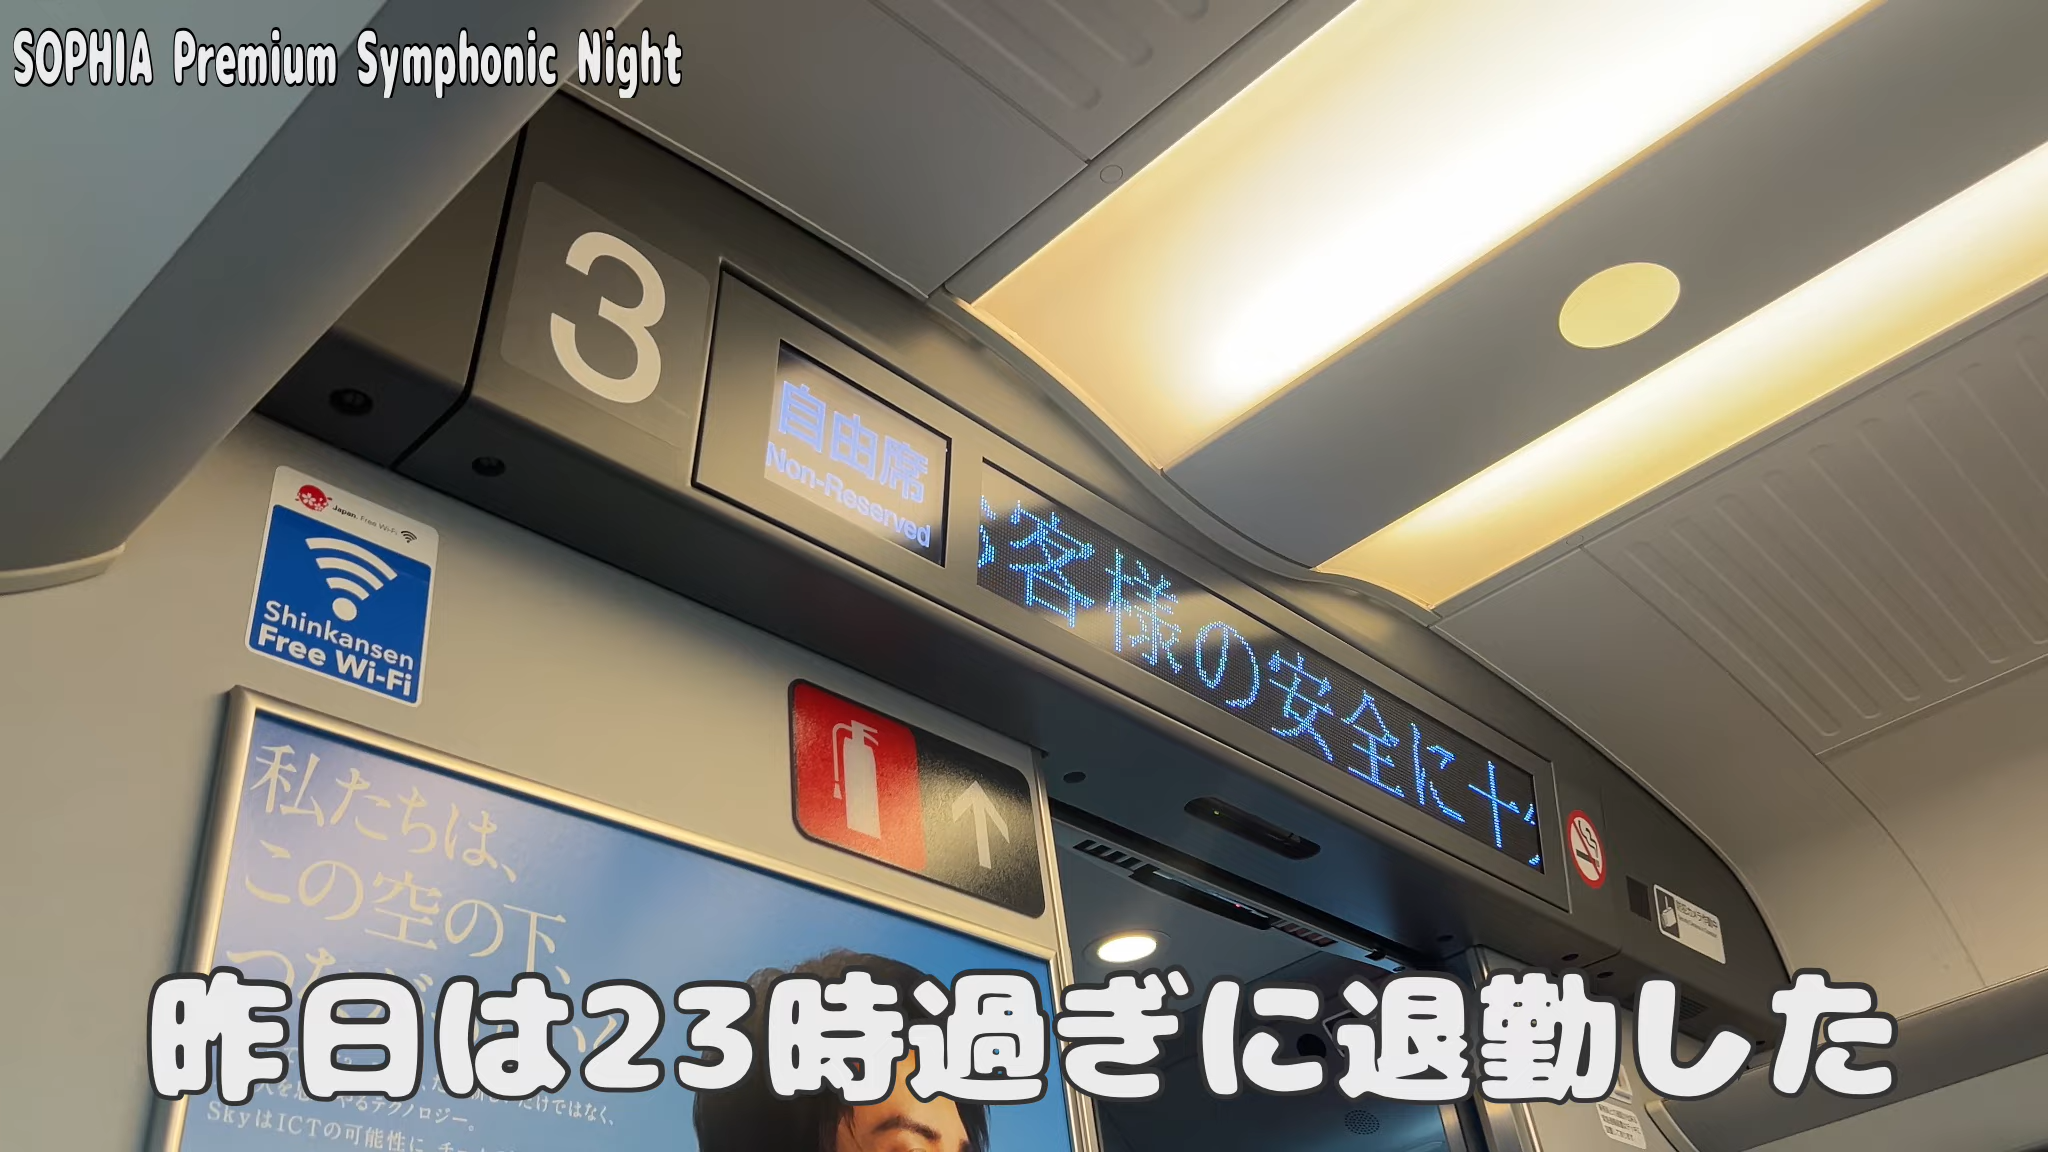 SOPHIA Premium Symphonic Night
3
自由席
Non-Reserved
客様の安全に十
Japan. Free Wi-Fi
Shinkansen
Free Wi-Fi
私たちは、
この空の下、
SkyはICTの可能性に、
昨日は23時過ぎに退勤した